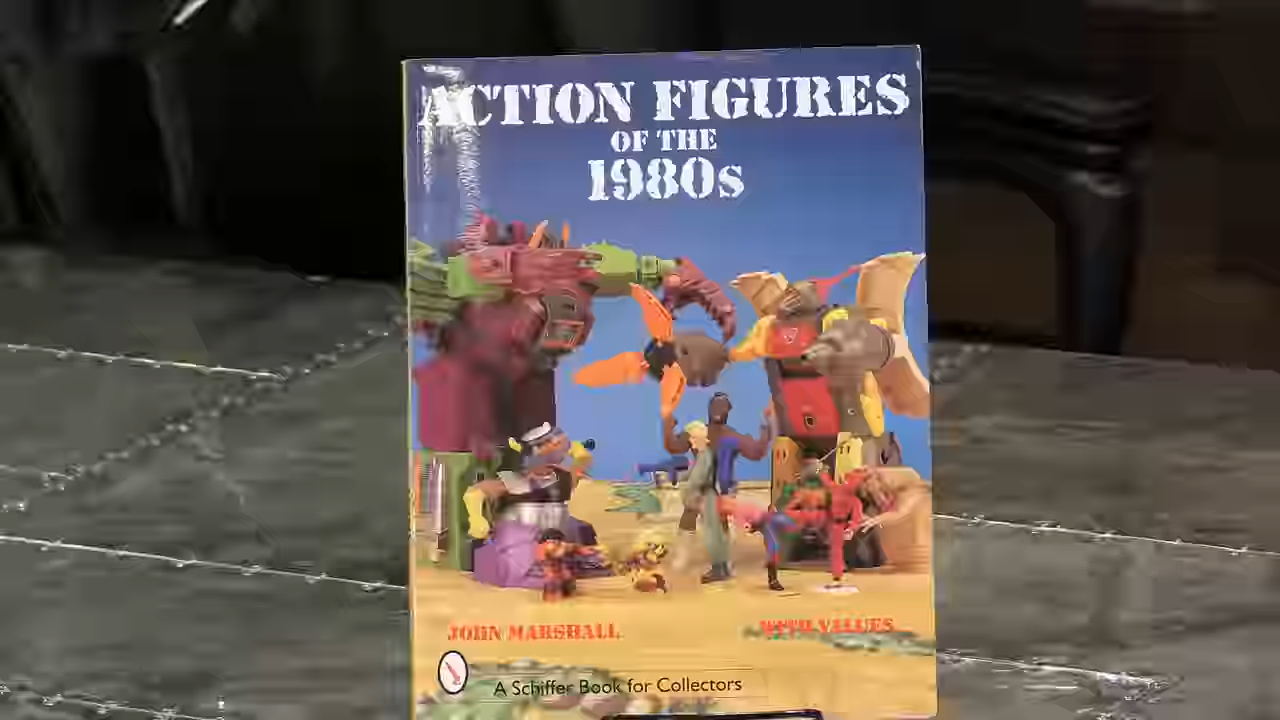 ACTION FIGURES
OF THE
1980s
JOHN MARSHALL
WITH VALUES
A Schiffer Book for Collectors